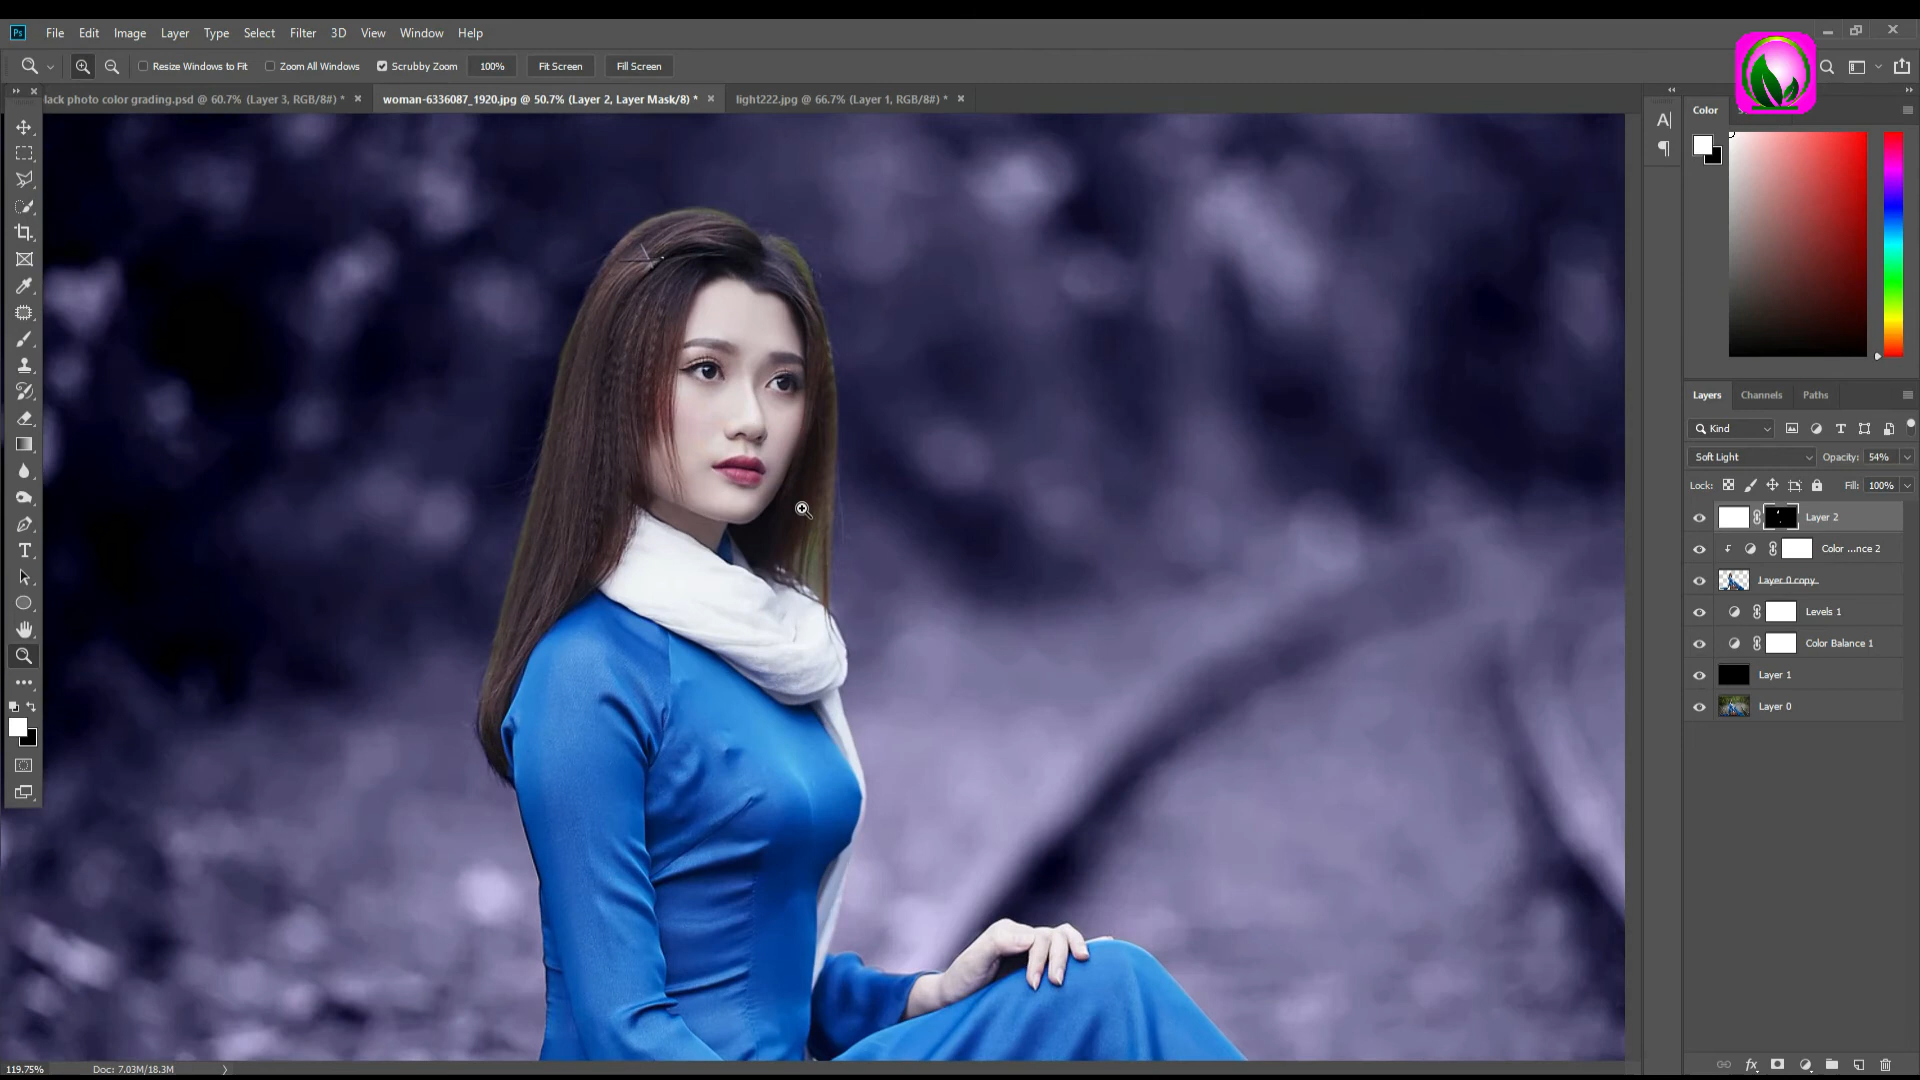 Ps File Edit Image Layer Type Select Filter 3D View Window Help
Resize Windows to Fit Zoom All Windows Scrubby Zoom 100% Fit Screen Fill Screen
lack photo color grading.psd @ 60.7% (Layer 3, RGB/8#) * woman-6336087_1920.jpg @ 50.7% (Layer 2, Layer Mask/8) * light222.jpg @ 66.7% (Layer 1, RGB/8#) *
Color
Layers Channels Paths
Kind
Soft Light Opacity: 54%
Lock: Fill: 100%
Layer 2
Color ...nce 2
Layer 0 copy
Levels 1
Color Balance 1
Layer 1
Layer 0
119.75% Doc: 7.03M/18.3M